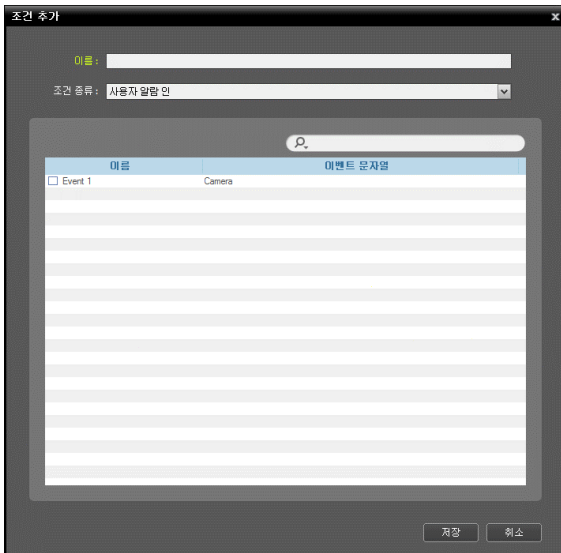 조건 추가 x
이름 :
조건 종류 : 사용자 알람 인
이름 이벤트 문자열
Event 1 Camera
저장 취소